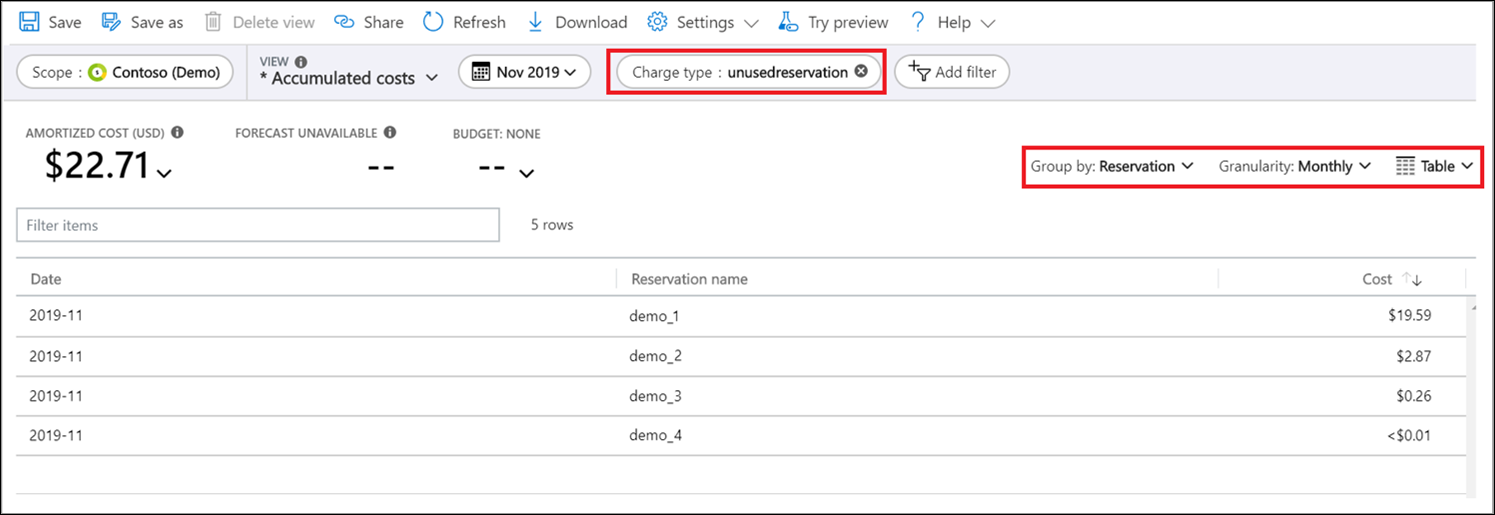 Save Save as Delete view Share Refresh Download Settings Try preview ? Help
Scope : Contoso (Demo) VIEW * Accumulated costs Nov 2019 Charge type : unusedreservation Add filter
AMORTIZED COST (USD) FORECAST UNAVAILABLE BUDGET: NONE
$22.71 -- --
Group by: Reservation Granularity: Monthly Table
Filter items 5 rows
Date Reservation name Cost
2019-11 demo_1 $19.59
2019-11 demo_2 $2.87
2019-11 demo_3 $0.26
2019-11 demo_4 <$0.01